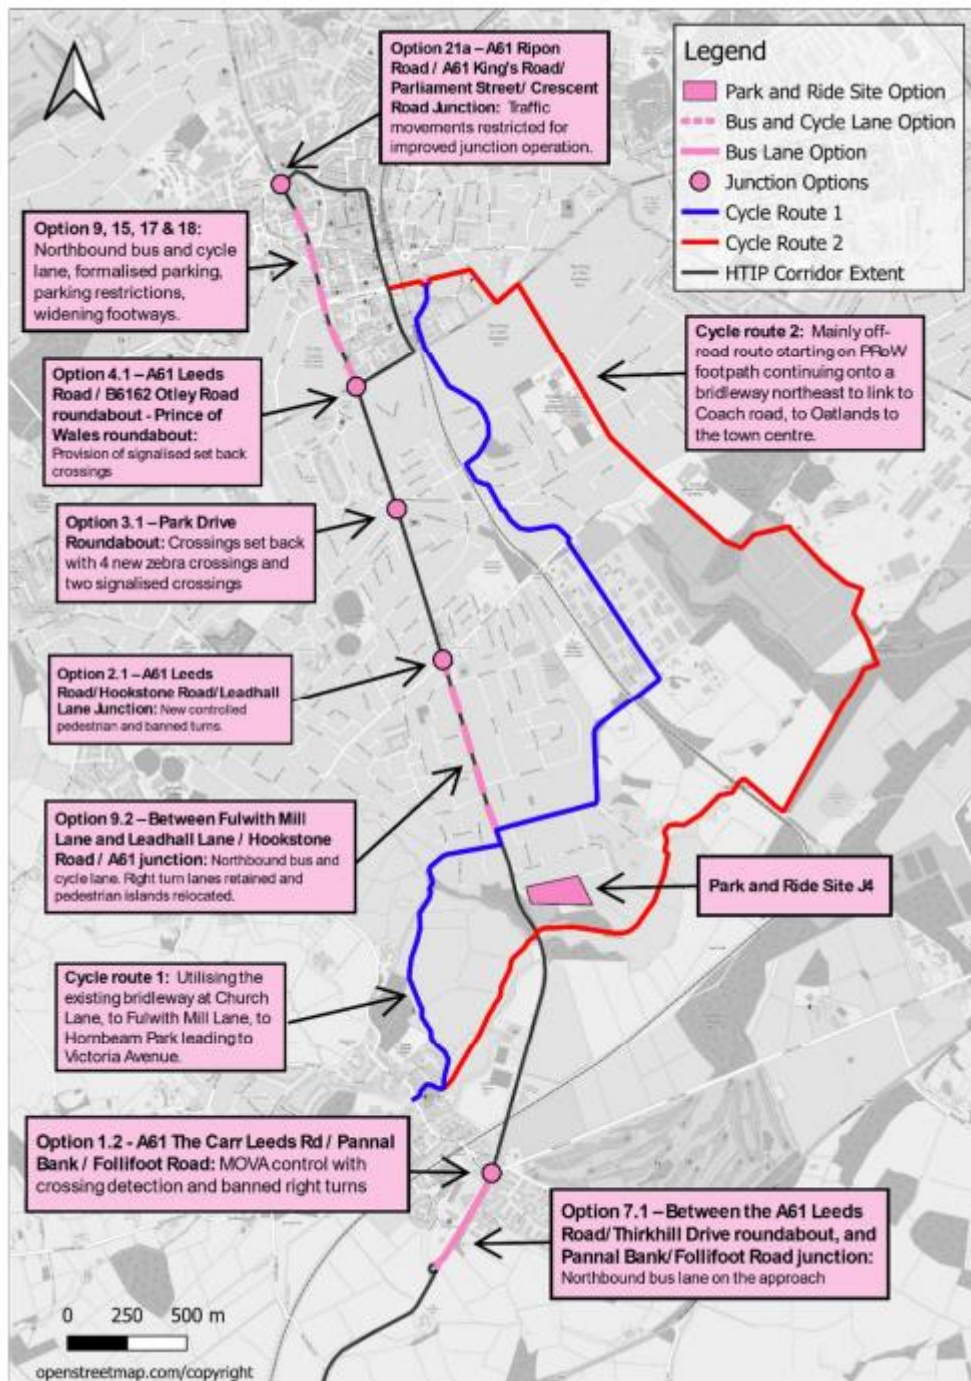 Option 21a – A61 Ripon
Road / A61 King's Road/
Parliament Street/ Crescent
Road Junction: Traffic
movements restricted for
improved junction operation.
Legend
Park and Ride Site Option
Bus and Cycle Lane Option
Bus Lane Option
Junction Options
Cycle Route 1
Cycle Route 2
HTIP Corridor Extent
Option 9, 15, 17 & 18:
Northbound bus and cycle
lane, formalised parking,
parking restrictions,
widening footways.
Cycle route 2: Mainly off-
road route starting on PRoW
footpath continuing onto a
bridleway northeast to link to
Coach road, to Oatlands to
the town centre.
Option 4.1 – A61 Leeds
Road / B6162 Otley Road
roundabout - Prince of
Wales roundabout:
Provision of signalised set back
crossings
Option 3.1 – Park Drive
Roundabout: Crossings set back
with 4 new zebra crossings and
two signalised crossings
Option 2.1 – A61 Leeds
Road/Hookstone Road/Leadhall
Lane Junction: New controlled
pedestrian and banned turns.
Option 9.2 – Between Fulwith Mill
Lane and Leadhall Lane / Hookstone
Road / A61 junction: Northbound bus and
cycle lane. Right turn lanes retained and
pedestrian islands relocated.
Park and Ride Site J4
Cycle route 1: Utilising the
existing bridleway at Church
Lane, to Fulwith Mill Lane, to
Hornbeam Park leading to
Victoria Avenue.
Option 1.2 - A61 The Carr Leeds Rd / Pannal
Bank / Follifoot Road: MOVA control with
crossing detection and banned right turns
Option 7.1 – Between the A61 Leeds
Road/Thirkhill Drive roundabout, and
Pannal Bank/Follifoot Road junction:
Northbound bus lane on the approach
0 250 500 m
openstreetmap.com/copyright